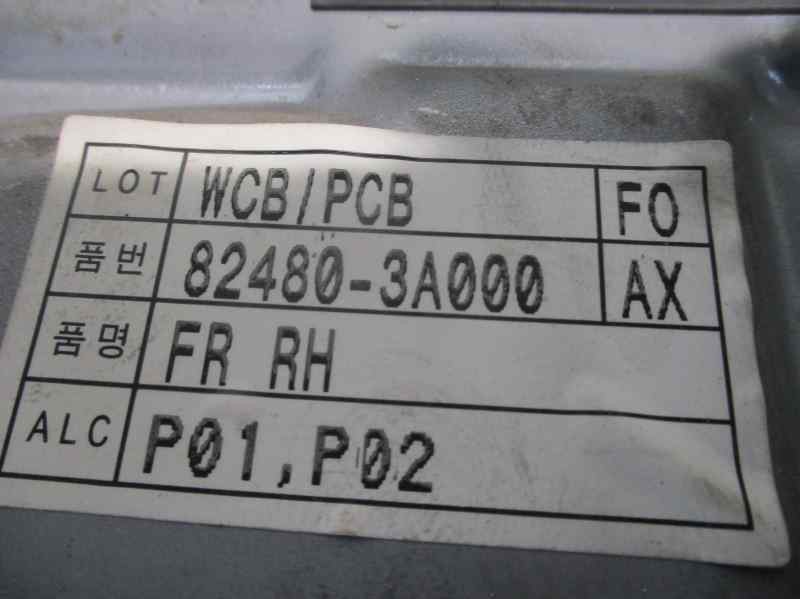 LOT WCB/PCB FO
품번 82480-3A000 AX
품명 FR RH
ALC P01,P02